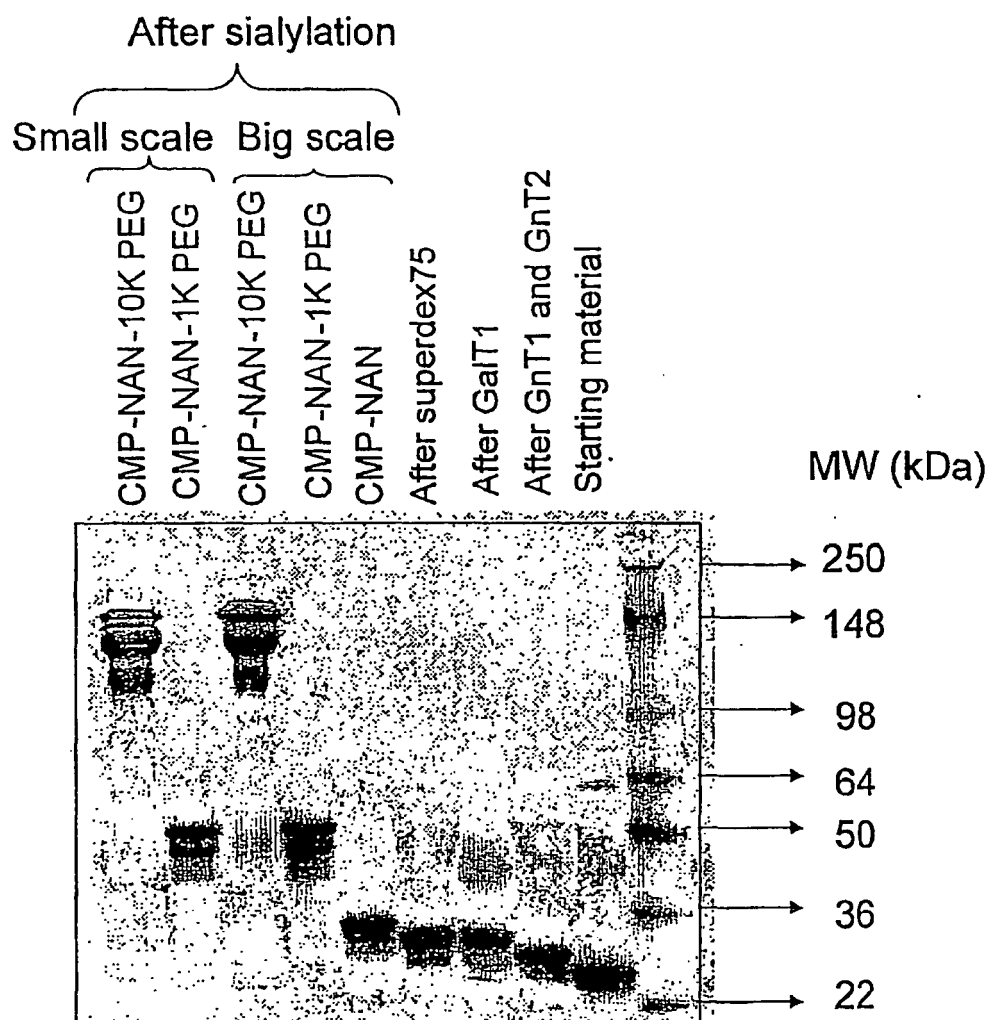 After sialylation
Small scale Big scale
CMP-NAN-10K PEG
CMP-NAN-1K PEG
CMP-NAN-10K PEG
CMP-NAN-1K PEG
CMP-NAN
After superdex75
After GalT1
After GnT1 and GnT2
Starting material
MW (kDa)
250
148
98
64
50
36
22